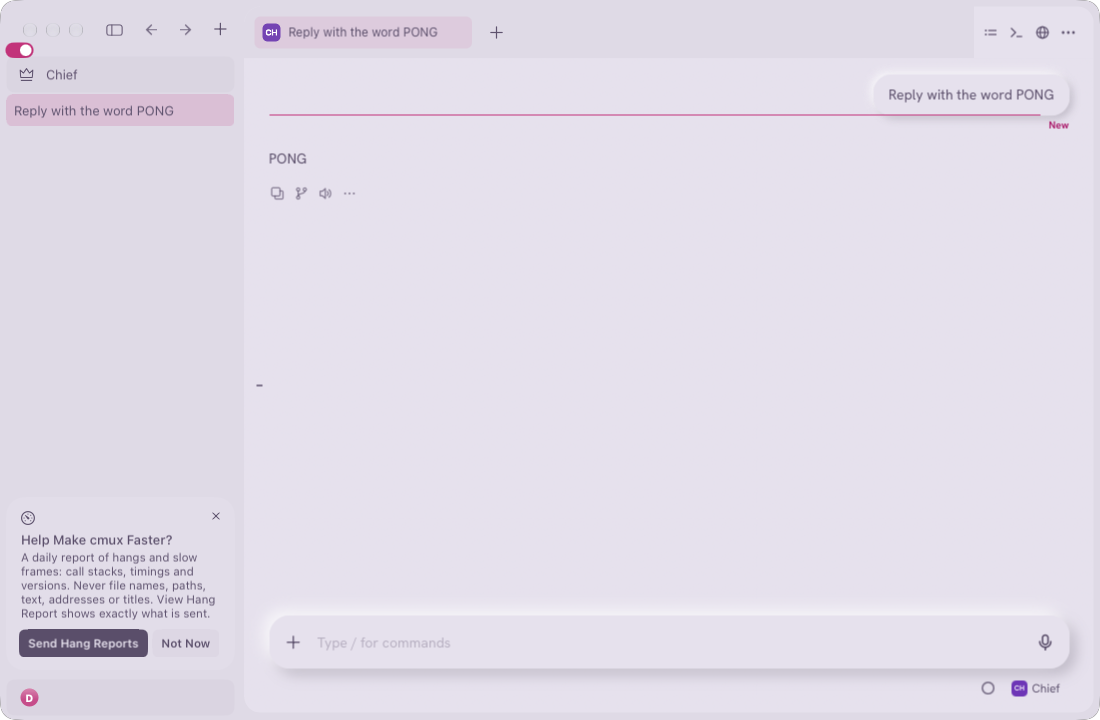 CH Reply with the word PONG
Chief
Reply with the word PONG
Reply with the word PONG
New
PONG
Help Make cmux Faster?
A daily report of hangs and slow
frames: call stacks, timings and
versions. Never file names, paths,
text, addresses or titles. View Hang
Report shows exactly what is sent.
Send Hang Reports Not Now
Type / for commands
CH Chief
D